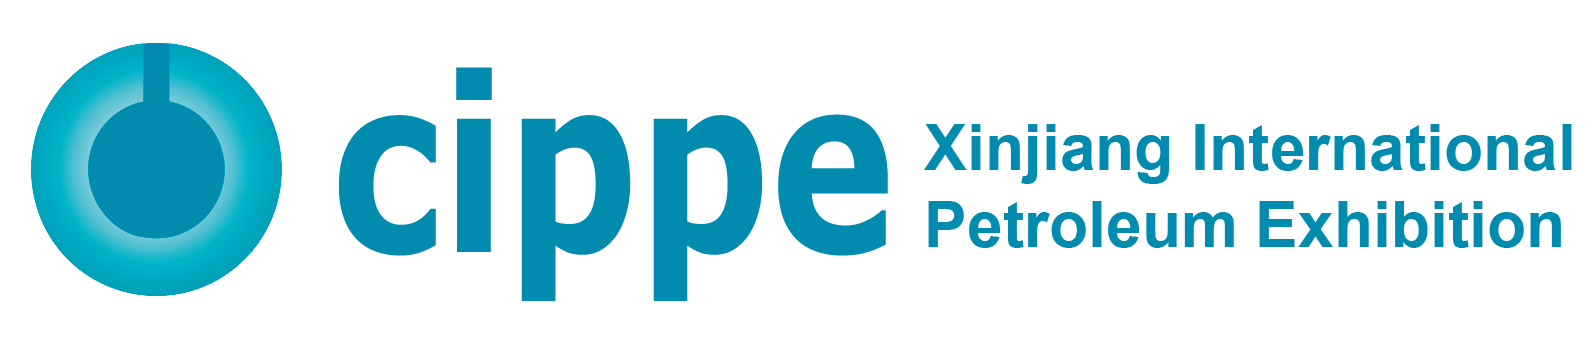 cippe
Xinjiang International
Petroleum Exhibition